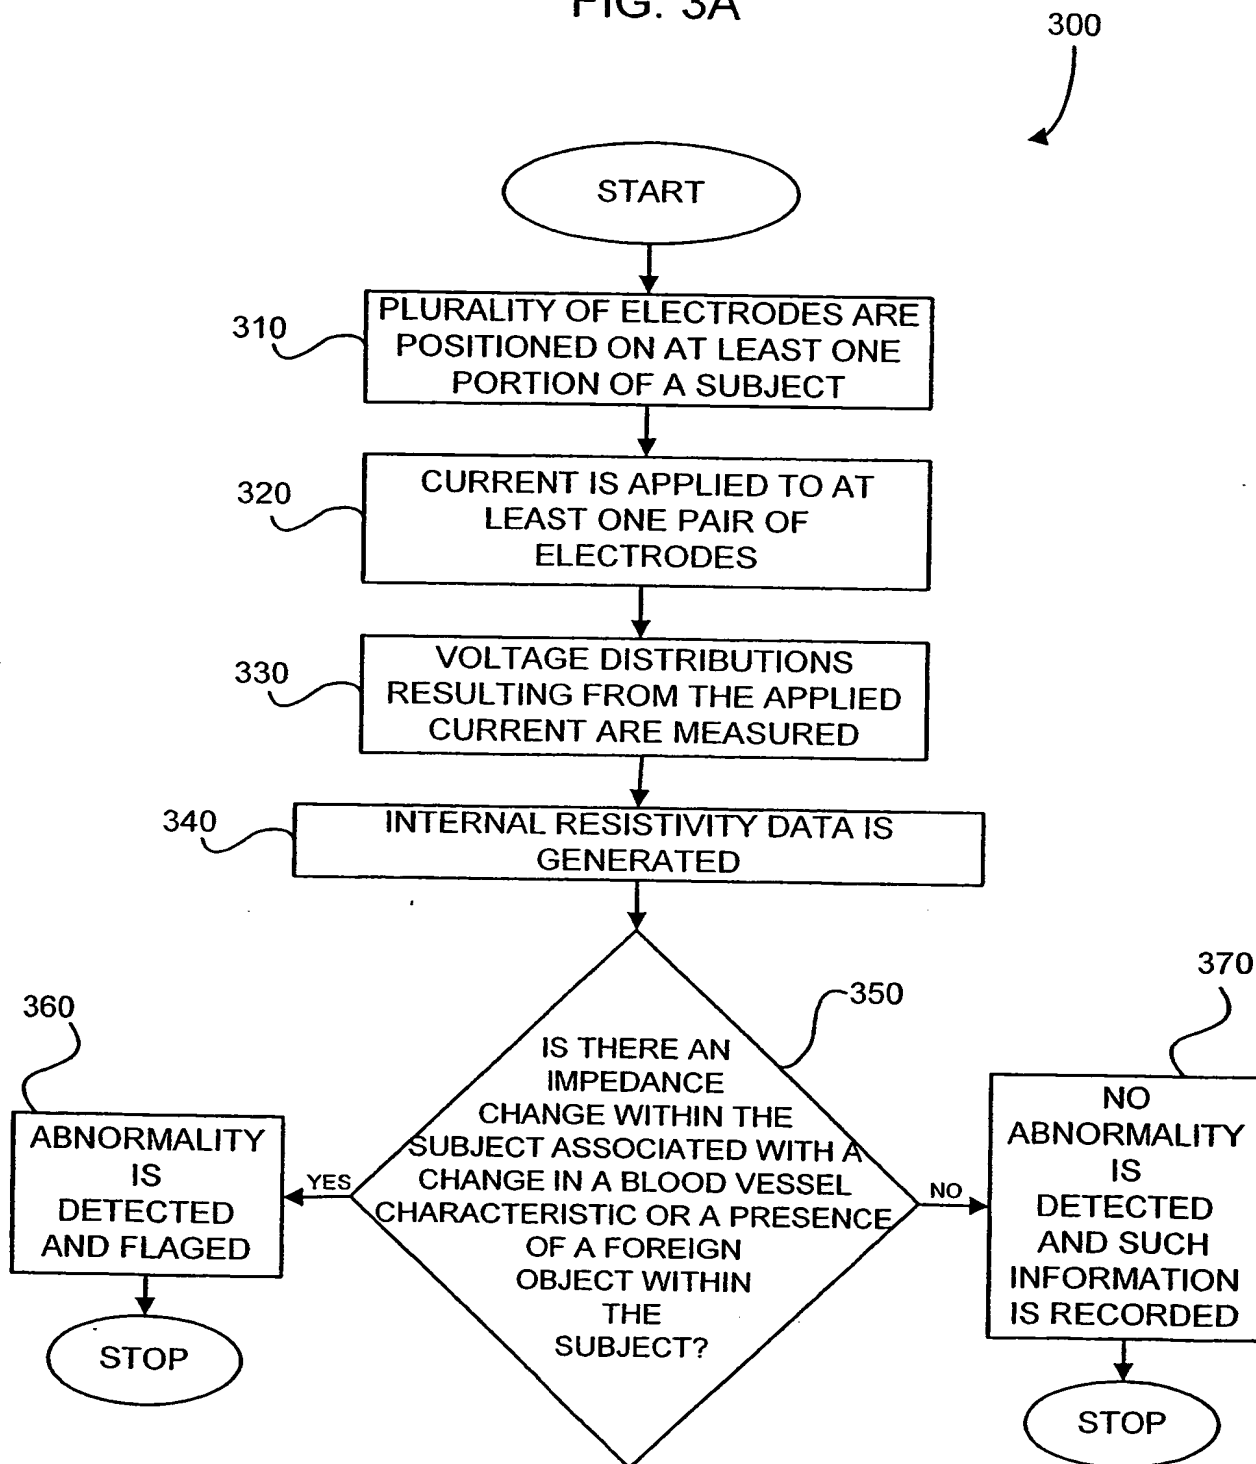 FIG. 3A
300
START
310
PLURALITY OF ELECTRODES ARE
POSITIONED ON AT LEAST ONE
PORTION OF A SUBJECT
320
CURRENT IS APPLIED TO AT
LEAST ONE PAIR OF
ELECTRODES
330
VOLTAGE DISTRIBUTIONS
RESULTING FROM THE APPLIED
CURRENT ARE MEASURED
340
INTERNAL RESISTIVITY DATA IS
GENERATED
350
IS THERE AN
IMPEDANCE
CHANGE WITHIN THE
SUBJECT ASSOCIATED WITH A
CHANGE IN A BLOOD VESSEL
CHARACTERISTIC OR A PRESENCE
OF A FOREIGN
OBJECT WITHIN
THE
SUBJECT?
YES
360
ABNORMALITY
IS
DETECTED
AND FLAGED
STOP
NO
370
NO
ABNORMALITY
IS
DETECTED
AND SUCH
INFORMATION
IS RECORDED
STOP